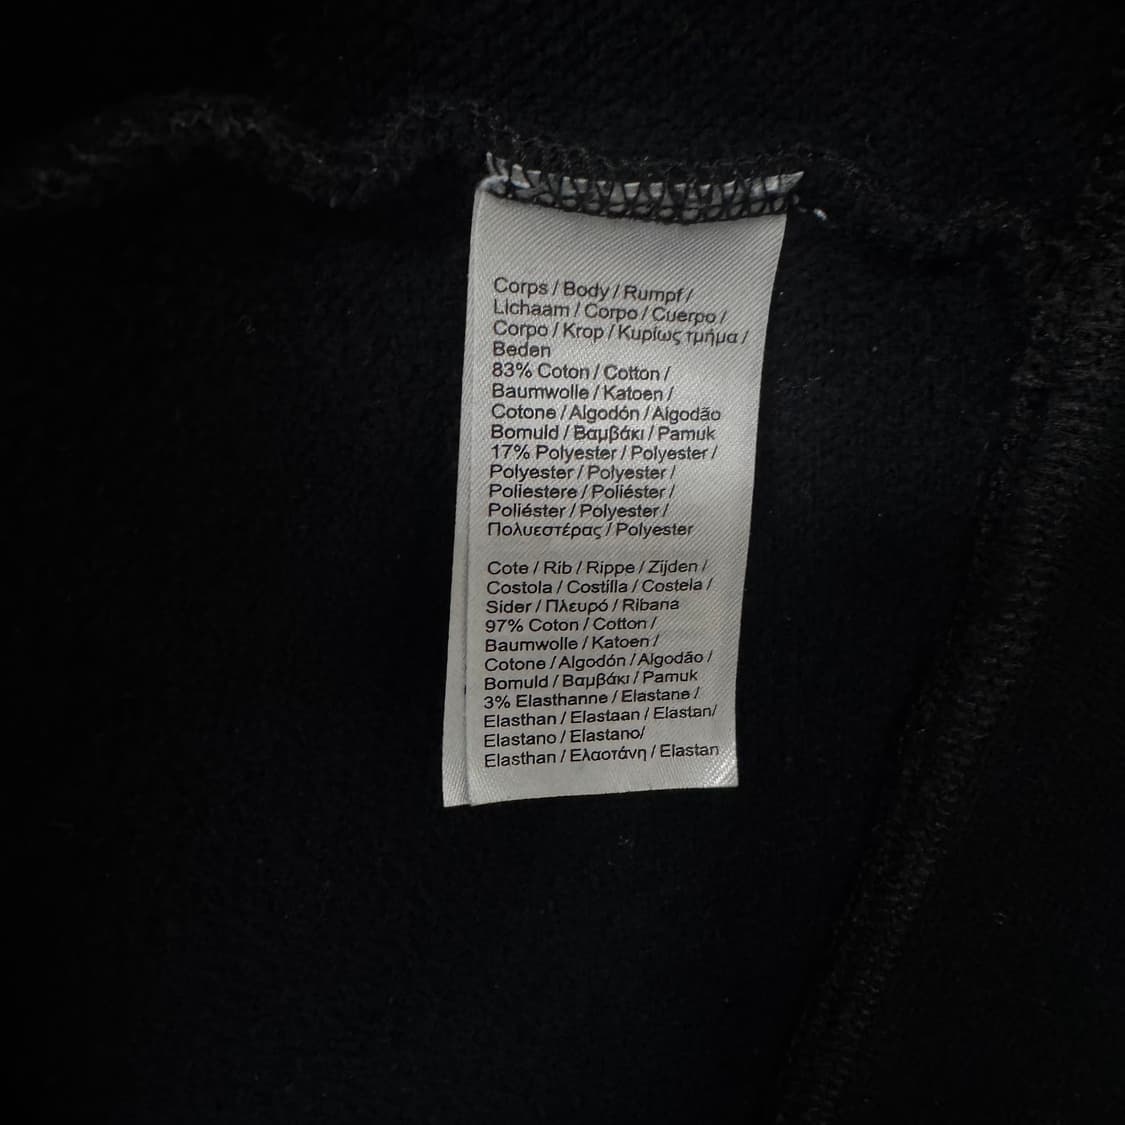 Corps / Body / Rumpf /
Lichaam / Corpo / Cuerpo /
Corpo / Krop / Κυρίως τμήμα /
Beden
83% Coton / Cotton /
Baumwolle / Katoen /
Cotone / Algodón / Algodão
Bomuld / Βαμβάκι / Pamuk
17% Polyester / Polyester /
Polyester / Polyester /
Poliestere / Poliéster /
Poliéster / Polyester /
Πολυεστέρας / Polyester
Cote / Rib / Rippe / Zijden /
Costola / Costilla / Costela /
Sider / Πλευρό / Ribana
97% Coton / Cotton /
Baumwolle / Katoen /
Cotone / Algodón / Algodão /
Bomuld / Βαμβάκι / Pamuk
3% Elasthanne / Elastane /
Elasthan / Elastaan / Elastan/
Elastano / Elastano/
Elasthan / Ελαστάνη / Elastan